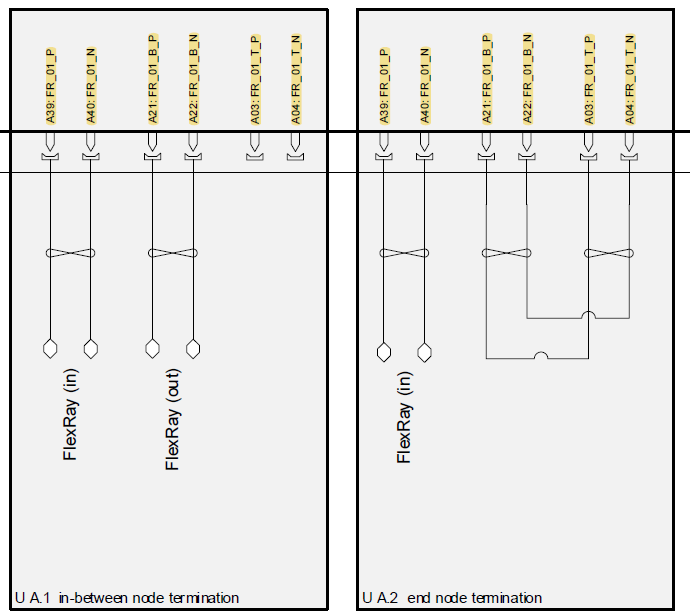 A39: FR_01_P
A40: FR_01_N
A21: FR_01_B_P
A22: FR_01_B_N
A03: FR_01_T_P
A04: FR_01_T_N
FlexRay (in)
FlexRay (out)
U A.1 in-between node termination
A39: FR_01_P
A40: FR_01_N
A21: FR_01_B_P
A22: FR_01_B_N
A03: FR_01_T_P
A04: FR_01_T_N
FlexRay (in)
U A.2 end node termination